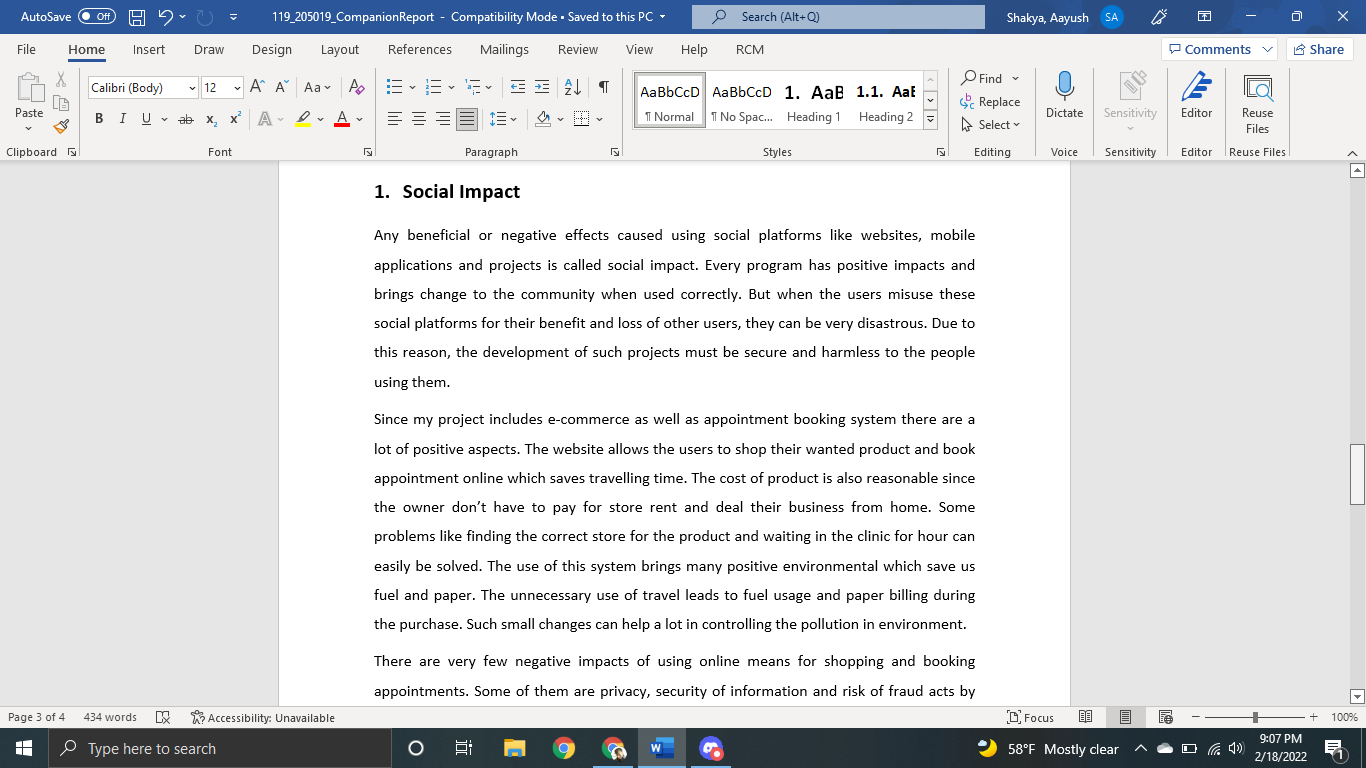 AutoSave Off 119_205019_CompanionReport - Compatibility Mode • Saved to this PC Search (Alt+Q) Shakya, Aayush SA
File Home Insert Draw Design Layout References Mailings Review View Help RCM Comments Share
Paste Calibri (Body) 12 Aa AaBbCcD AaBbCcD 1. AaB 1.1. AaE Find
¶ Normal ¶ No Spac... Heading 1 Heading 2 Replace Dictate Sensitivity Editor Reuse Files
B I U ab x₂ x² A A Select
Clipboard Font Paragraph Styles Editing Voice Sensitivity Editor Reuse Files
1. Social Impact
Any beneficial or negative effects caused using social platforms like websites, mobile
applications and projects is called social impact. Every program has positive impacts and
brings change to the community when used correctly. But when the users misuse these
social platforms for their benefit and loss of other users, they can be very disastrous. Due to
this reason, the development of such projects must be secure and harmless to the people
using them.
Since my project includes e-commerce as well as appointment booking system there are a
lot of positive aspects. The website allows the users to shop their wanted product and book
appointment online which saves travelling time. The cost of product is also reasonable since
the owner don’t have to pay for store rent and deal their business from home. Some
problems like finding the correct store for the product and waiting in the clinic for hour can
easily be solved. The use of this system brings many positive environmental which save us
fuel and paper. The unnecessary use of travel leads to fuel usage and paper billing during
the purchase. Such small changes can help a lot in controlling the pollution in environment.
There are very few negative impacts of using online means for shopping and booking
appointments. Some of them are privacy, security of information and risk of fraud acts by
Page 3 of 4 434 words Accessibility: Unavailable Focus 100%
Type here to search 58°F Mostly clear 9:07 PM
2/18/2022 1